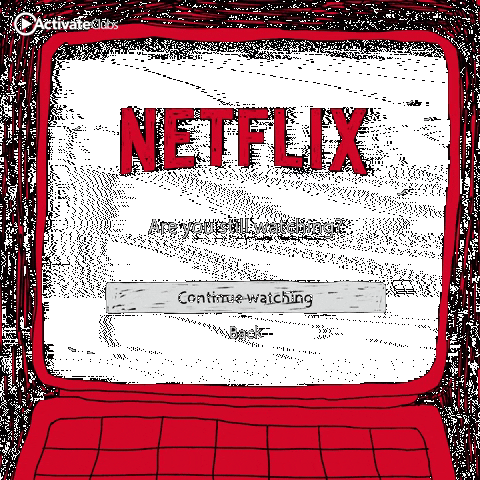 ActivateClubs
NETFLIX
Are you still watching?
Continue watching
Back